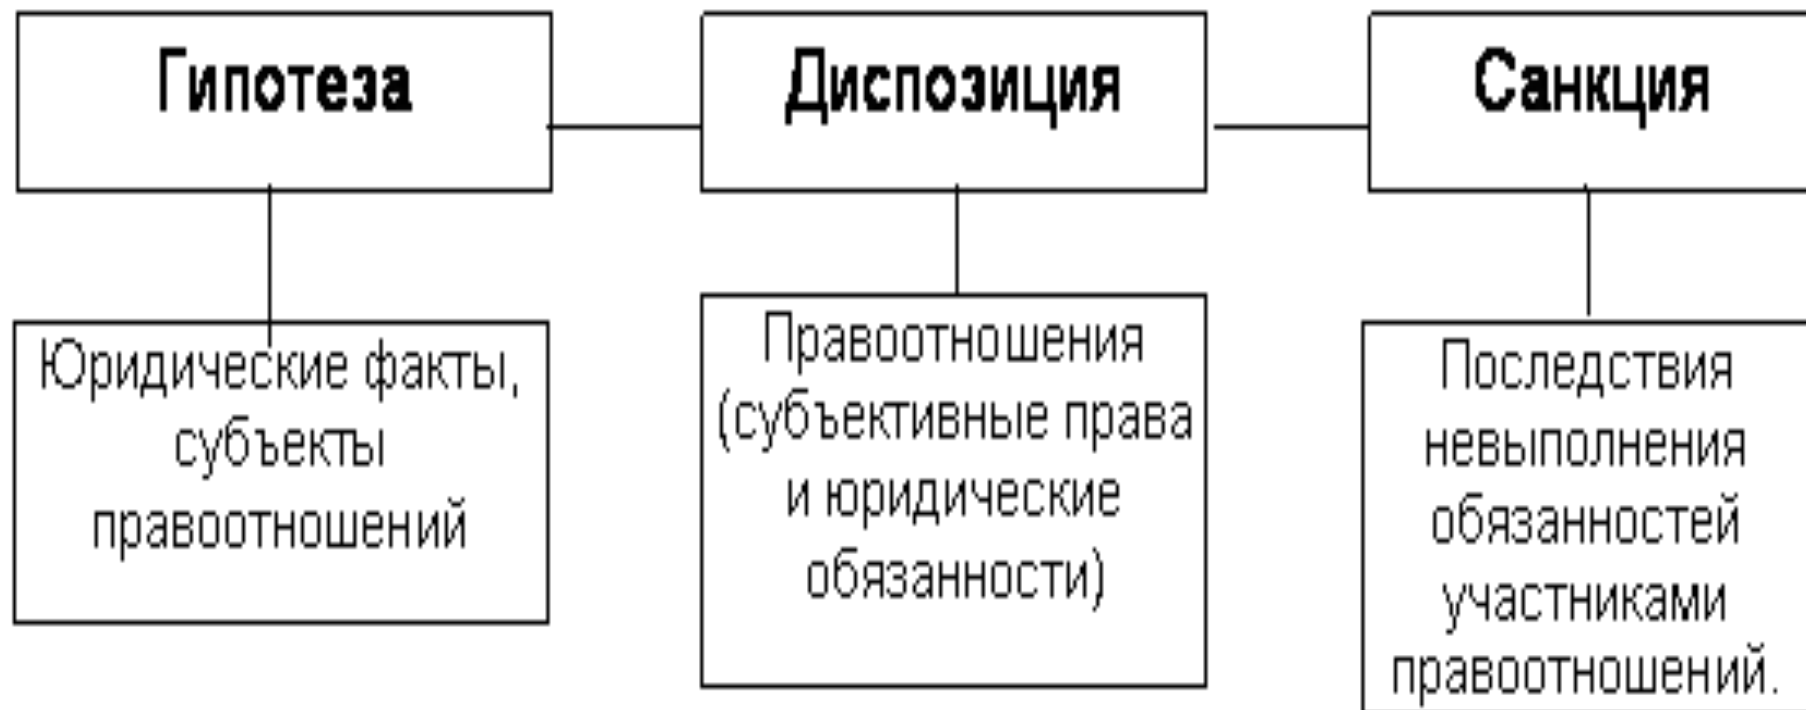 Гипотеза
Диспозиция
Санкция
Юридические факты,
субъекты
правоотношений
Правоотношения
(субъективные права
и юридические
обязанности)
Последствия
невыполнения
обязанностей
участниками
правоотношений.